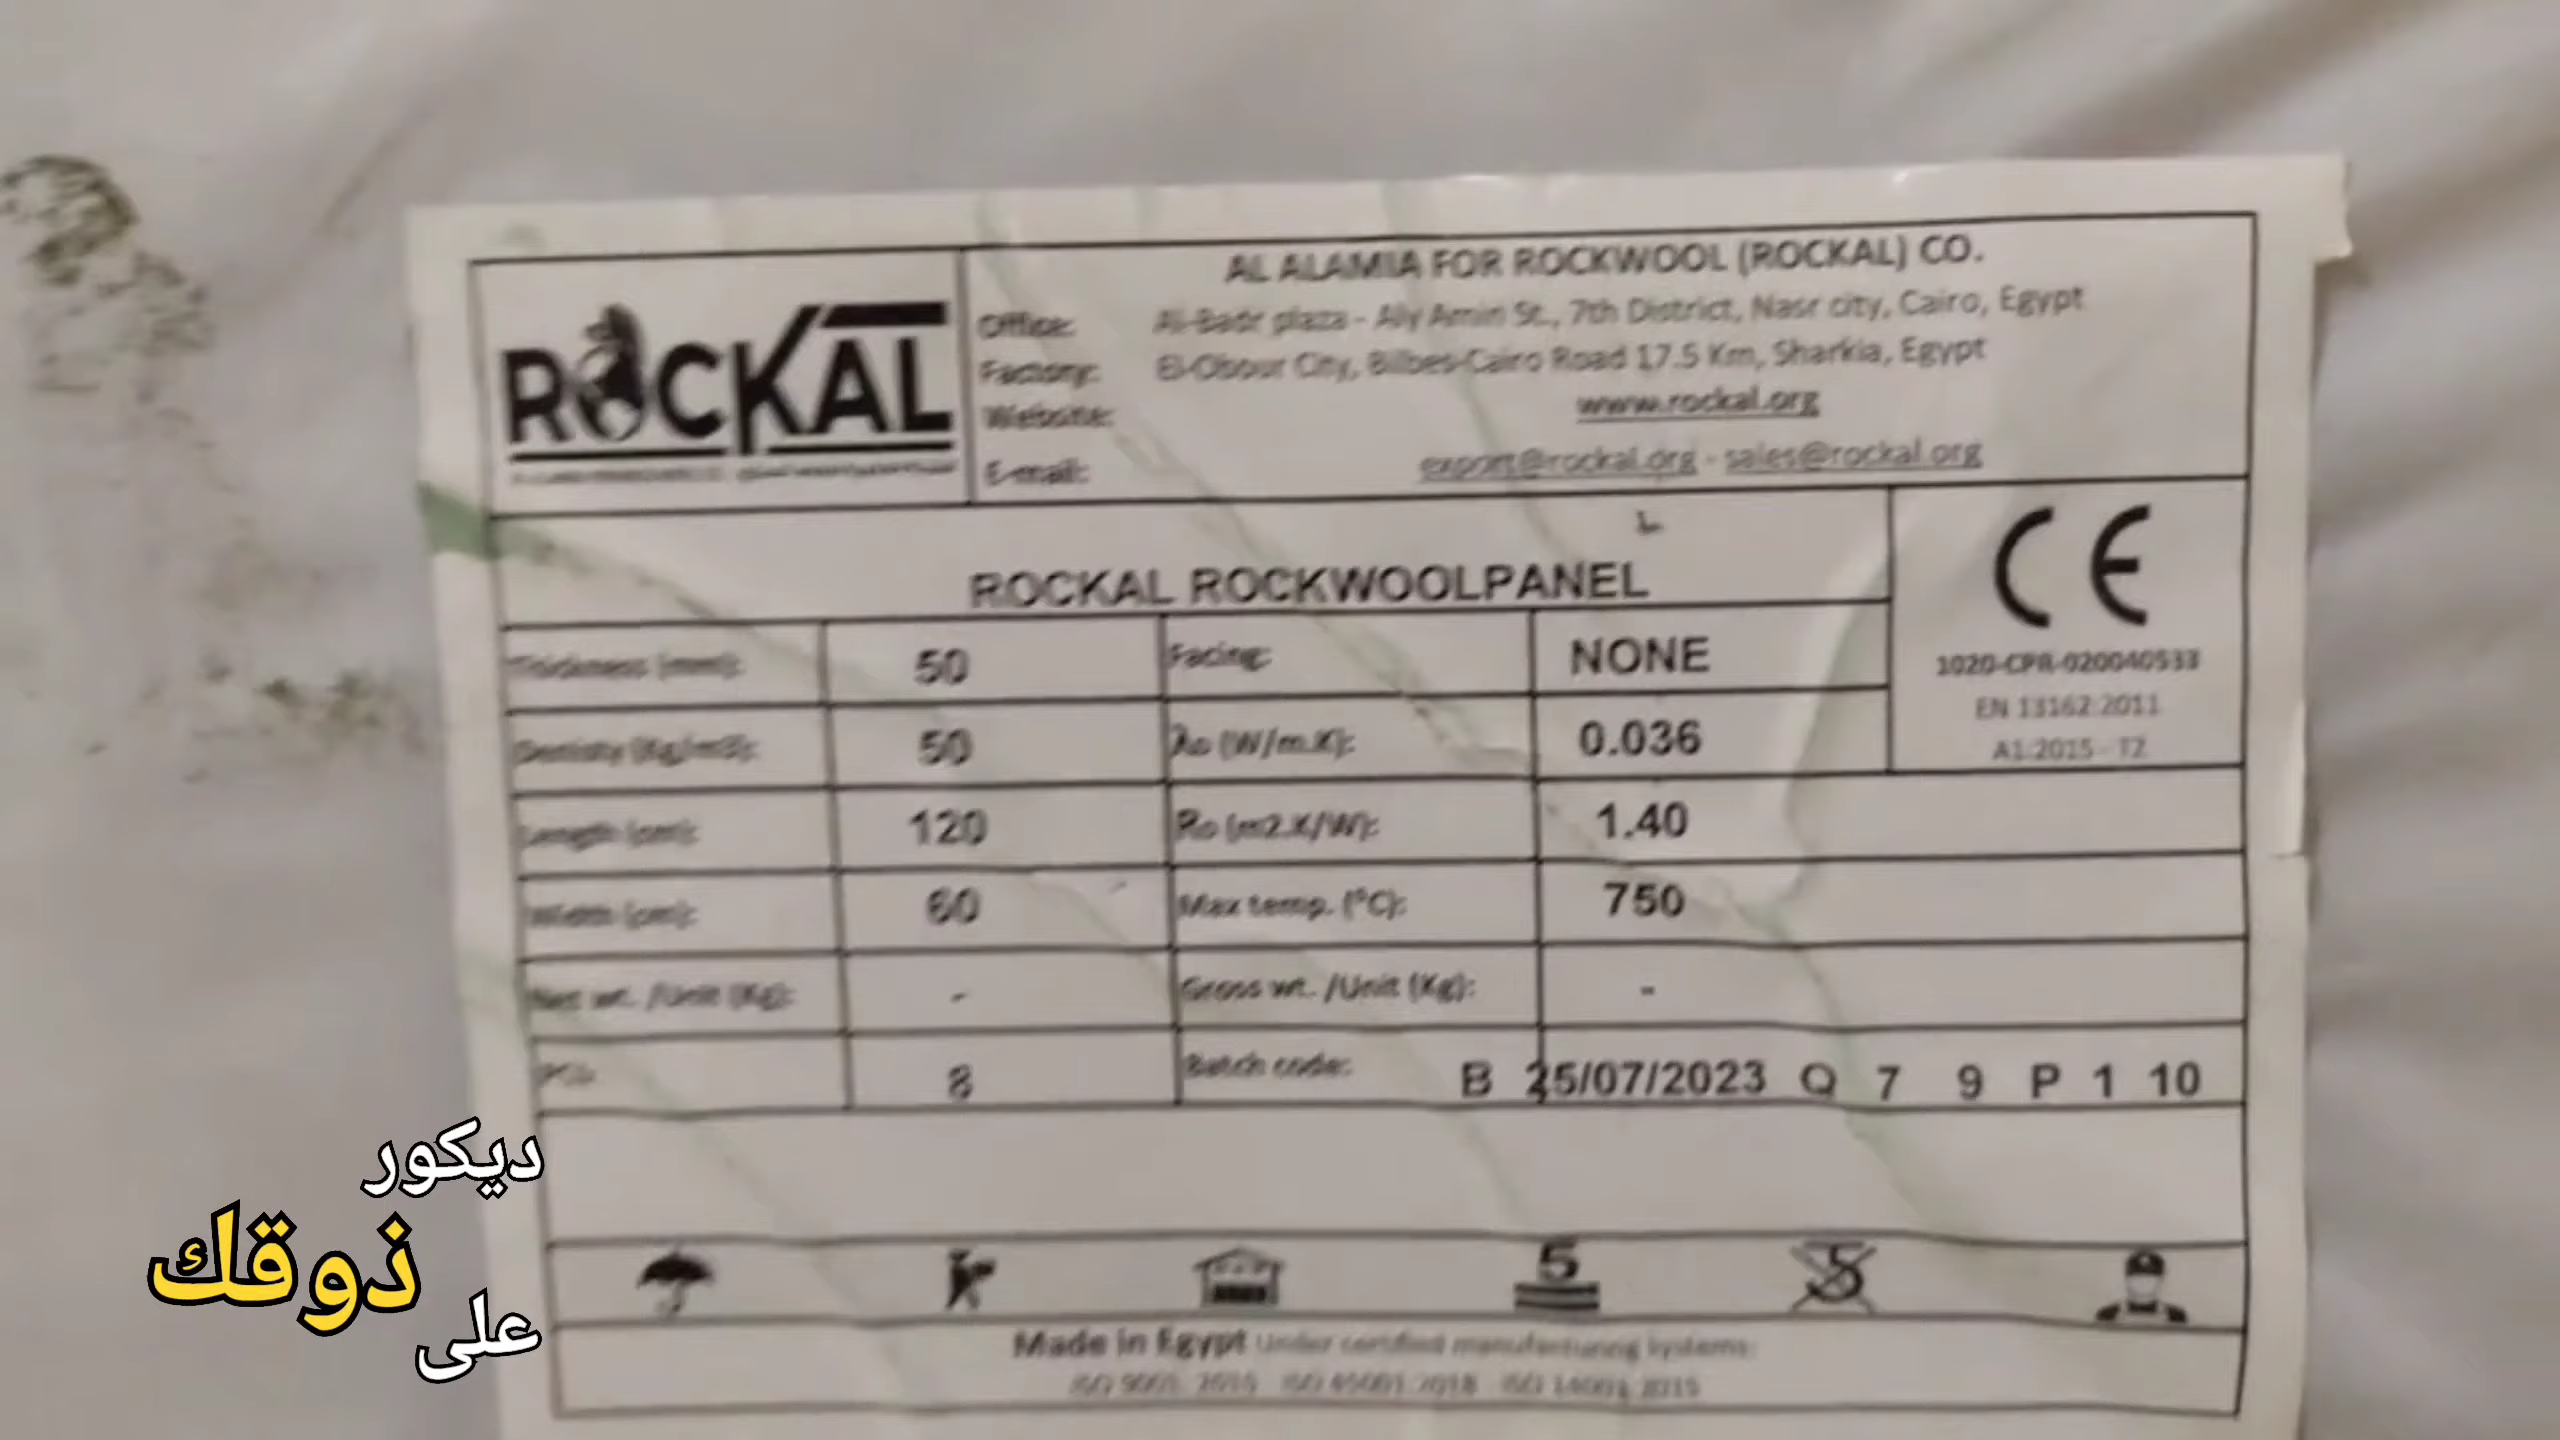 ROCKAL
AL ALAMIA FOR ROCKWOOL (ROCKAL) CO.
Office: Al-Badr plaza - Aly Amin St., 7th District, Nasr city, Cairo, Egypt
Factory: El-Obour City, Bilbes-Cairo Road 17.5 Km, Sharkia, Egypt
Website: www.rockal.org
E-mail: export@rockal.org - sales@rockal.org
ROCKAL ROCKWOOLPANEL
CE
1020-CPR-020040533
EN 13162:2011
A1:2015 - T2
Thickness (mm): 50 Facing: NONE
50 λo (W/m.K): 0.036
Length (cm): 120 Ro (m2.K/W): 1.40
Width (cm): 60 Max temp. (°C): 750
Net wt. /Unit (Kg): - Gross wt. /Unit (Kg): -
8 Batch code: B 25/07/2023 Q 7 9 P 1 10
5 5
Made in Egypt Under certified manufacturing systems:
ديكور
على
ذوقك